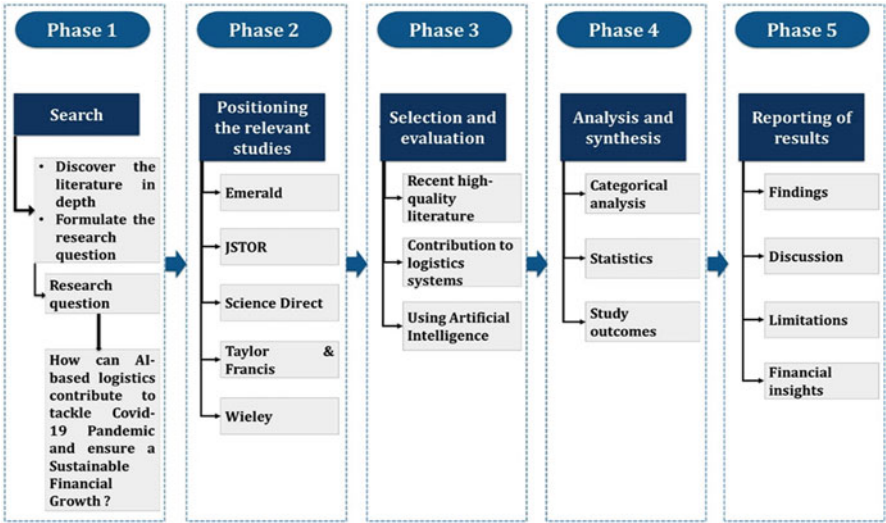 Phase 1
Search
• Discover the
literature in
depth
• Formulate the
research
question
Research
question
How can AI-
based logistics
contribute to
tackle Covid-
19 Pandemic
and ensure a
Sustainable
Financial
Growth ?
Phase 2
Positioning
the relevant
studies
Emerald
JSTOR
Science Direct
Taylor &
Francis
Wieley
Phase 3
Selection and
evaluation
Recent high-
quality
literature
Contribution to
logistics
systems
Using Artificial
Intelligence
Phase 4
Analysis and
synthesis
Categorical
analysis
Statistics
Study
outcomes
Phase 5
Reporting of
results
Findings
Discussion
Limitations
Financial
insights